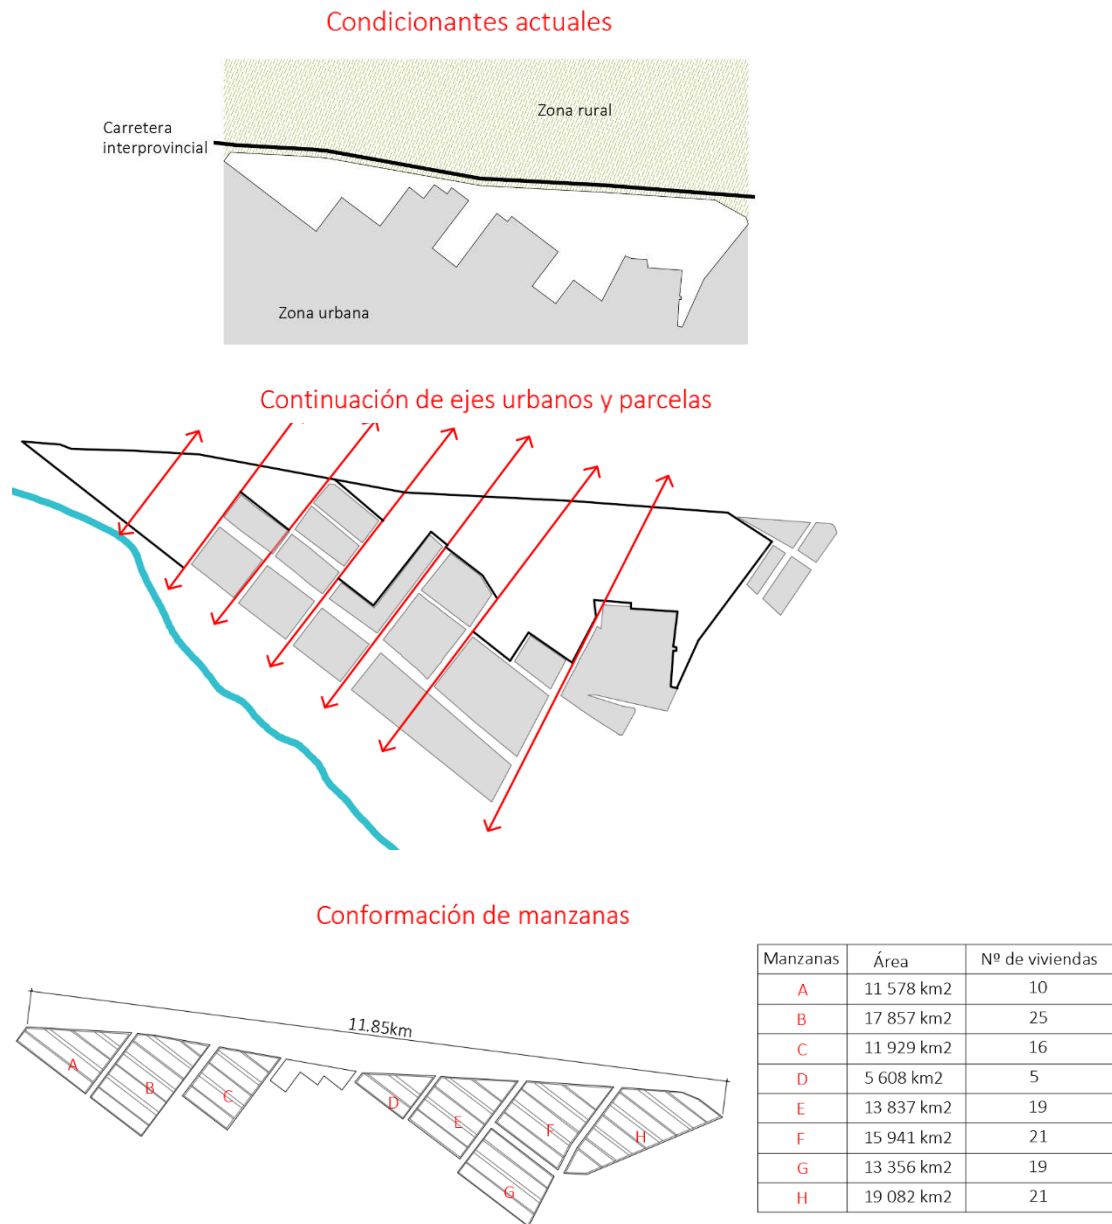 Condicionantes actuales
Zona rural
Carretera
interprovincial
Zona urbana
Continuación de ejes urbanos y parcelas
Conformación de manzanas
11.85km
A
B
C
D
E
F
G
H
Manzanas Área Nº de viviendas
A 11 578 km2 10
B 17 857 km2 25
C 11 929 km2 16
D 5 608 km2 5
E 13 837 km2 19
F 15 941 km2 21
G 13 356 km2 19
H 19 082 km2 21